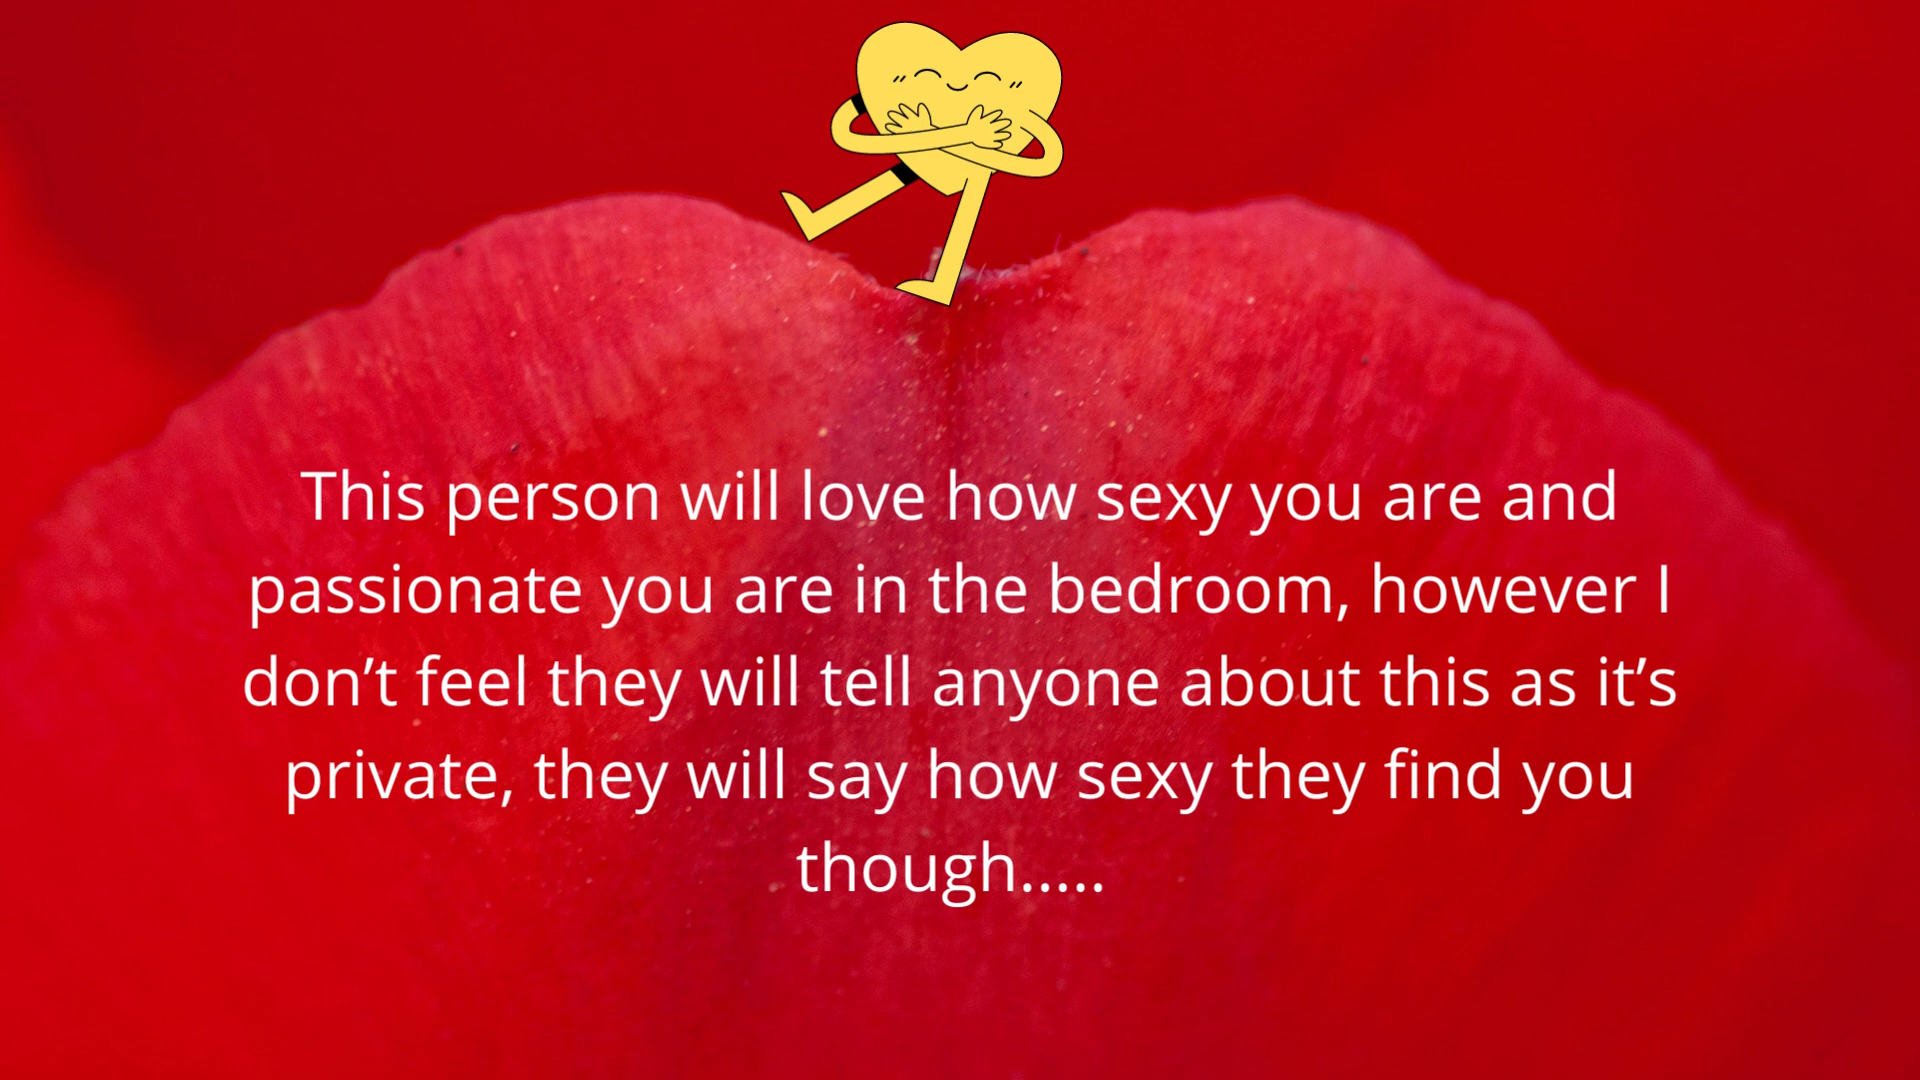 This person will love how sexy you are and
passionate you are in the bedroom, however I
don’t feel they will tell anyone about this as it’s
private, they will say how sexy they find you
though.....